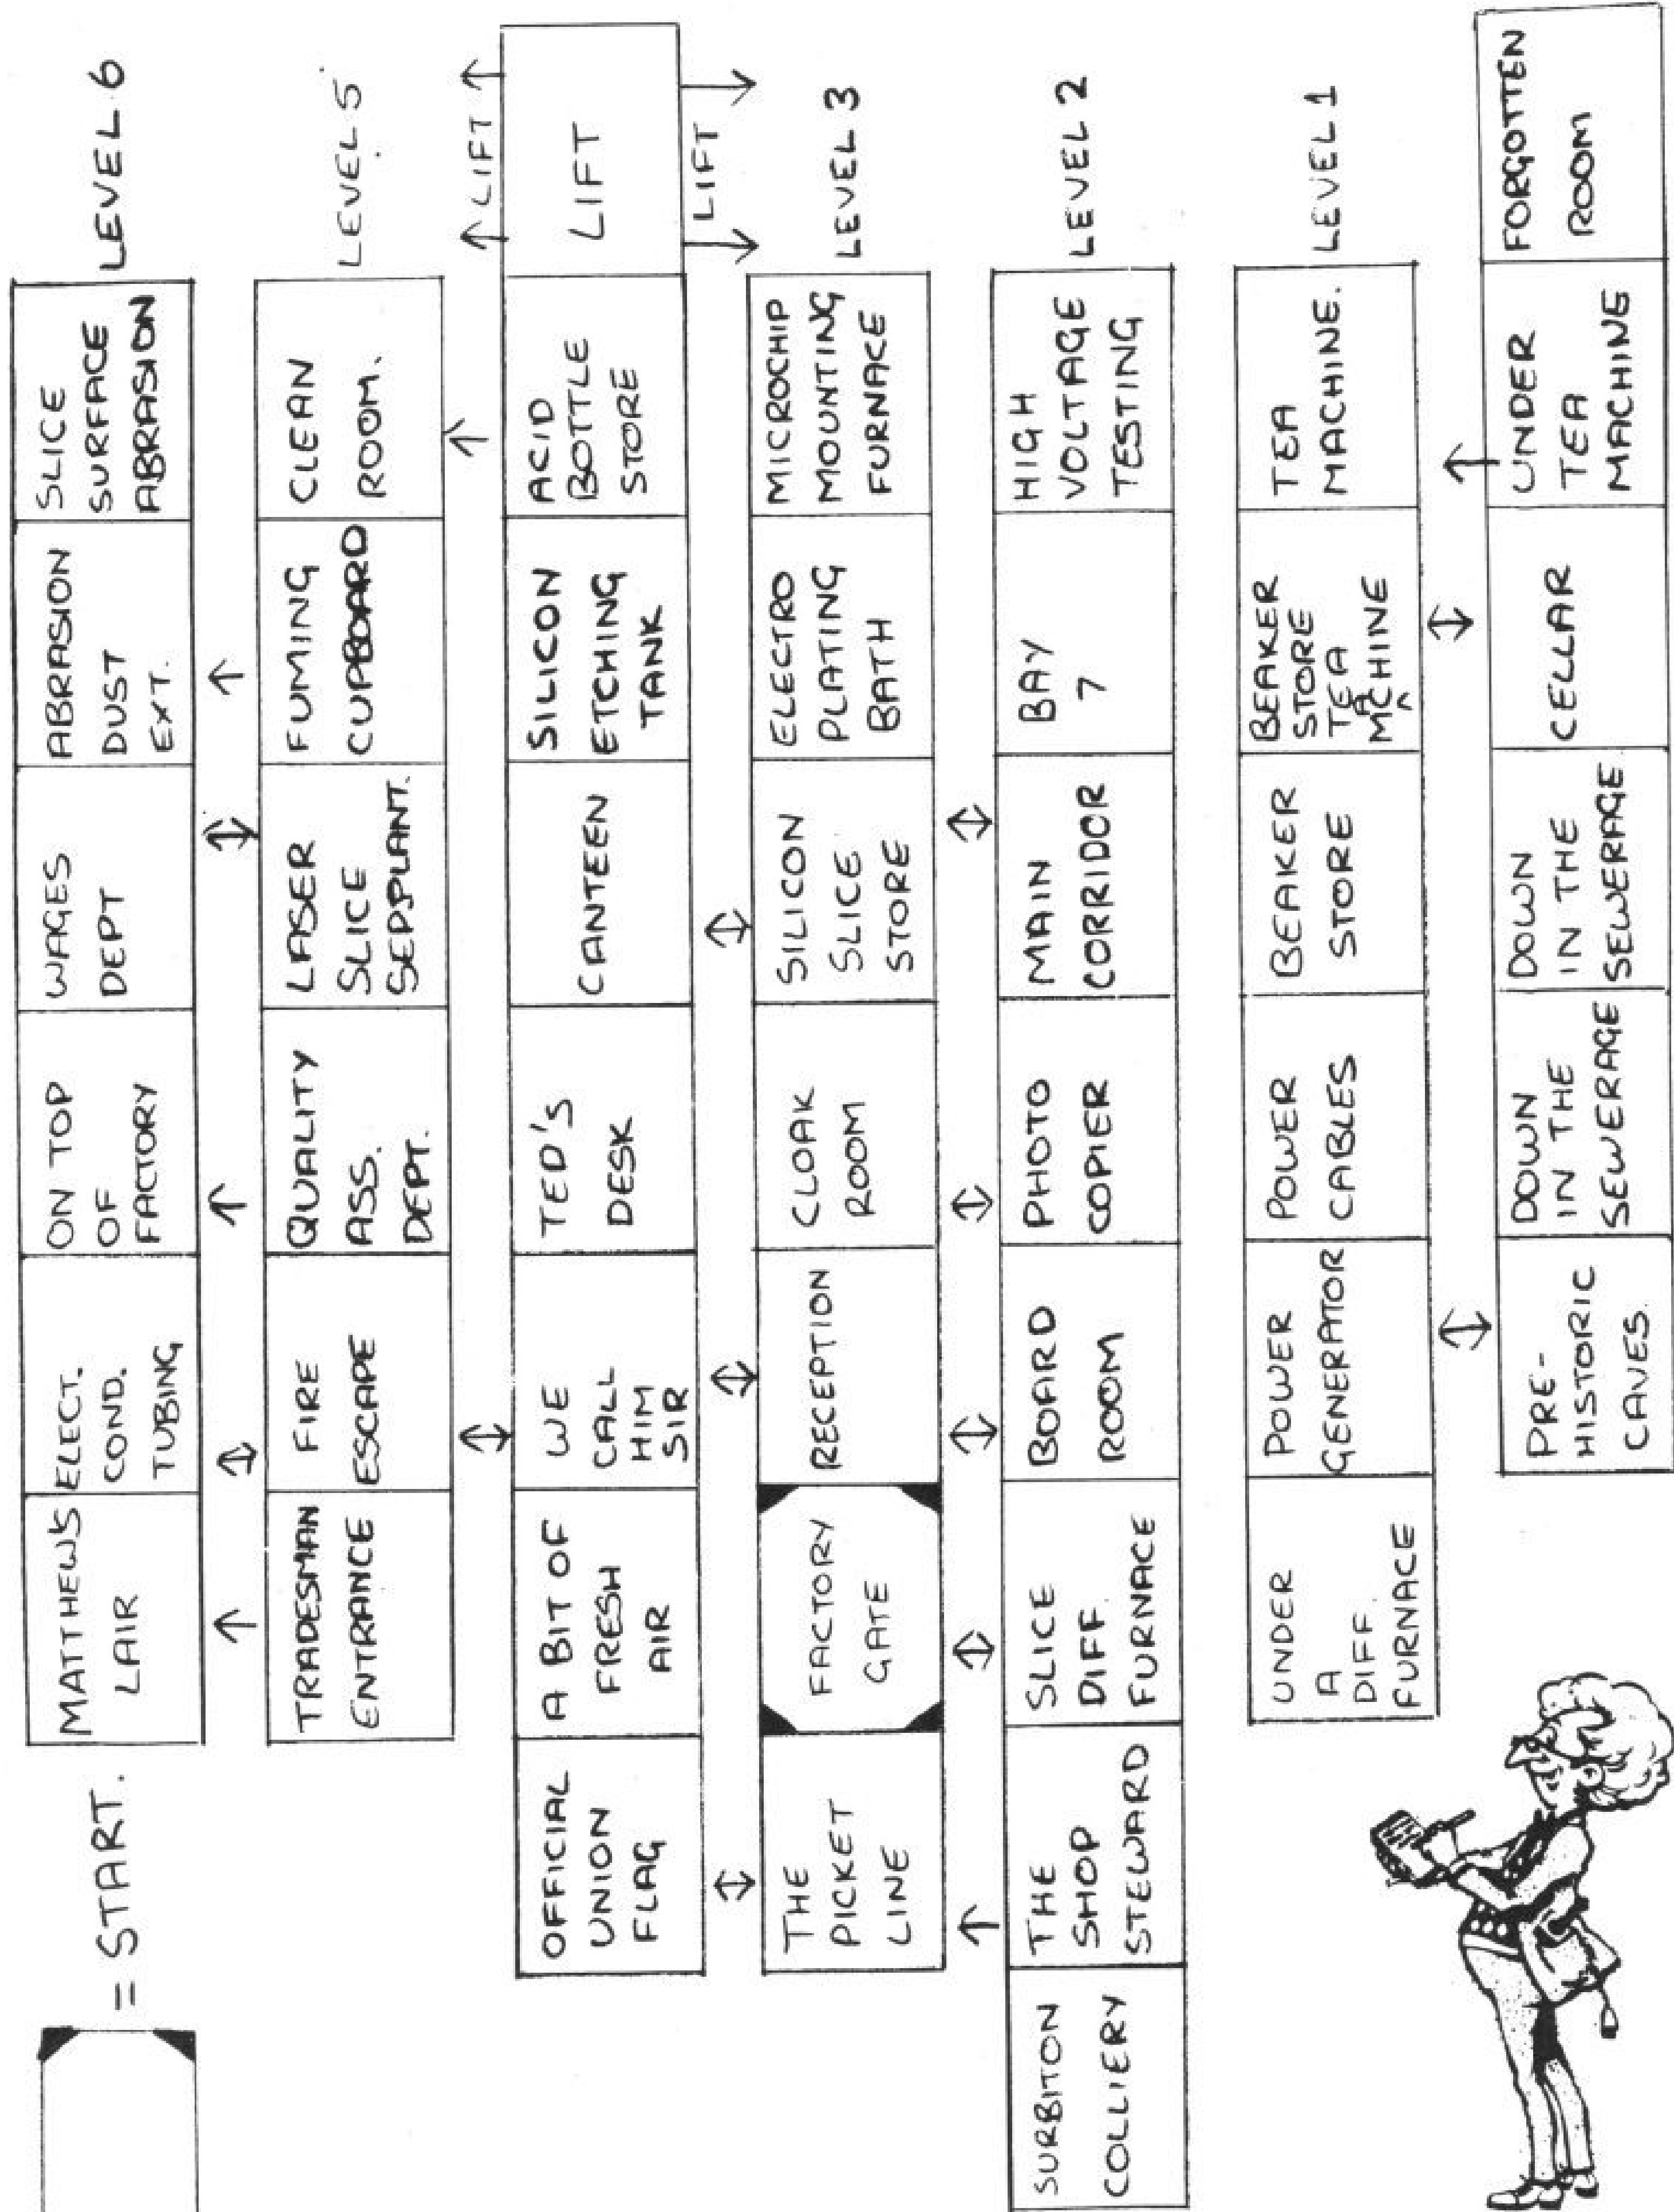 = START.
MATTHEWS
LAIR
ELECT.
COND.
TUBING
ON TOP
OF
FACTORY
WAGES
DEPT
ABRASION
DUST
EXT.
SLICE
SURFACE
ABRASION
LEVEL 6
TRADESMAN
ENTRANCE
FIRE
ESCAPE
QUALITY
ASS.
DEPT.
LASER
SLICE
SEPPLANT.
FUMING
CUPBOARD
CLEAN
ROOM.
LEVEL 5
LIFT
OFFICIAL
UNION
FLAG
A BIT OF
FRESH
AIR
WE
CALL
HIM
SIR
TED'S
DESK
CANTEEN
SILICON
ETCHING
TANK
ACID
BOTTLE
STORE
LIFT
LIFT
THE
PICKET
LINE
FACTORY
GATE
RECEPTION
CLOAK
ROOM
SILICON
SLICE
STORE
ELECTRO
PLATING
BATH
MICROCHIP
MOUNTING
FURNACE
LEVEL 3
SURBITON
COLLIERY
THE
SHOP
STEWARD
SLICE
DIFF.
FURNACE
BOARD
ROOM
PHOTO
COPIER
MAIN
CORRIDOR
BAY
7
HIGH
VOLTAGE
TESTING
LEVEL 2
UNDER
A
DIFF.
FURNACE
POWER
GENERATOR
POWER
CABLES
BEAKER
STORE
BEAKER
STORE
TEA
MACHINE
TEA
MACHINE.
LEVEL 1
PRE-
HISTORIC
CAVES.
DOWN
IN THE
SEWERAGE
DOWN
IN THE
SEWERAGE
CELLAR
UNDER
TEA
MACHINE
FORGOTTEN
ROOM